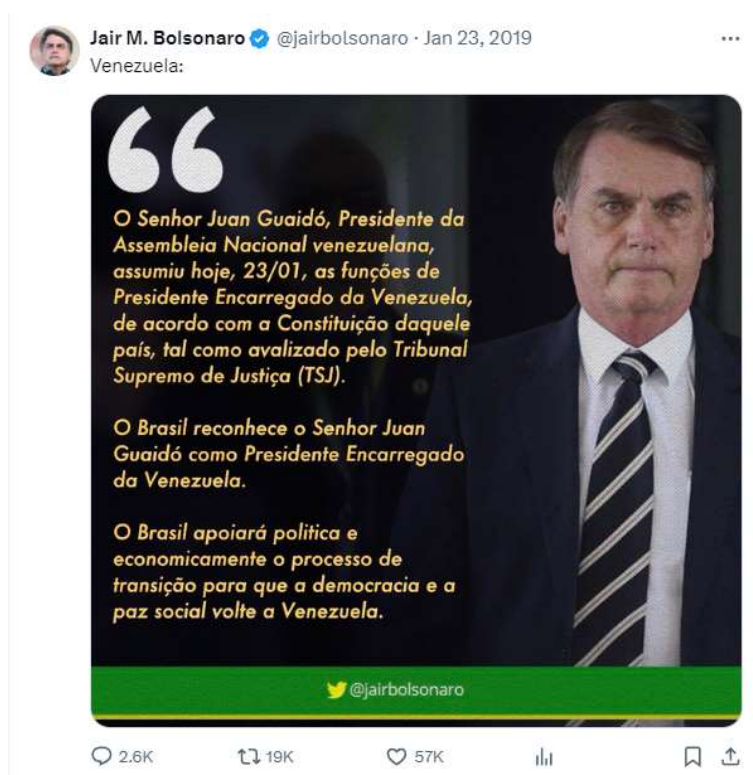 Jair M. Bolsonaro @jairbolsonaro · Jan 23, 2019
Venezuela:
O Senhor Juan Guaidó, Presidente da
Assembleia Nacional venezuelana,
assumiu hoje, 23/01, as funções de
Presidente Encarregado da Venezuela,
de acordo com a Constituição daquele
país, tal como avalizado pelo Tribunal
Supremo de Justiça (TSJ).
O Brasil reconhece o Senhor Juan
Guaidó como Presidente Encarregado
da Venezuela.
O Brasil apoiará politica e
economicamente o processo de
transição para que a democracia e a
paz social volte a Venezuela.
@jairbolsonaro
2.6K 19K 57K